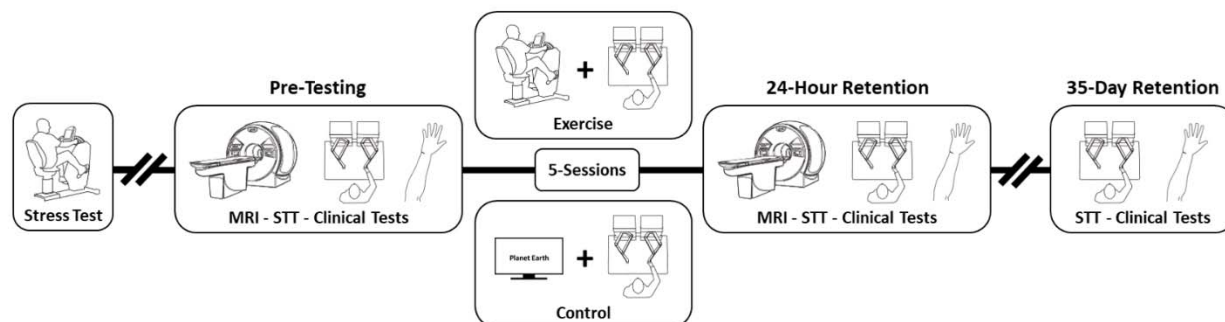 Stress Test
Pre-Testing
MRI - STT - Clinical Tests
Exercise
5-Sessions
Planet Earth
Control
24-Hour Retention
MRI - STT - Clinical Tests
35-Day Retention
STT - Clinical Tests